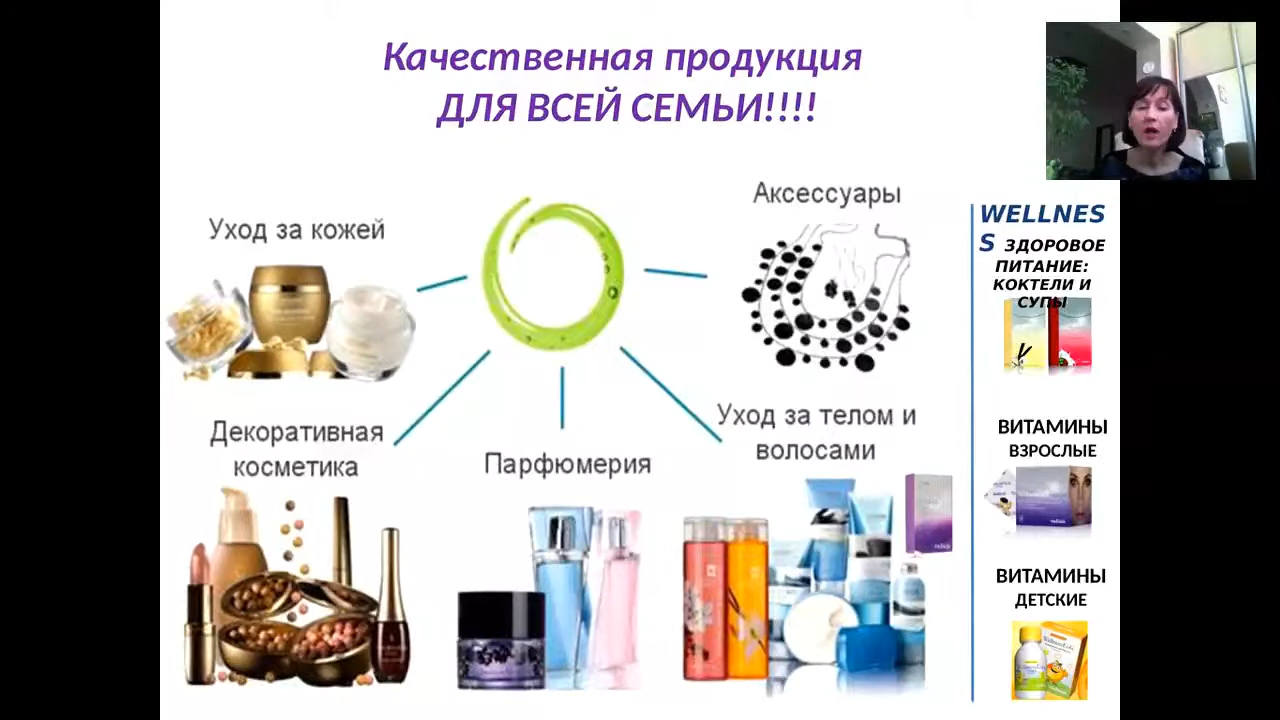 Качественная продукция
ДЛЯ ВСЕЙ СЕМЬИ!!!!
Аксессуары
Уход за кожей
WELLNES
S ЗДОРОВОЕ
ПИТАНИЕ:
КОКТЕЛИ И
СУПЫ
Декоративная
косметика
Парфюмерия
Уход за телом и
волосами
ВИТАМИНЫ
ВЗРОСЛЫЕ
ВИТАМИНЫ
ДЕТСКИЕ